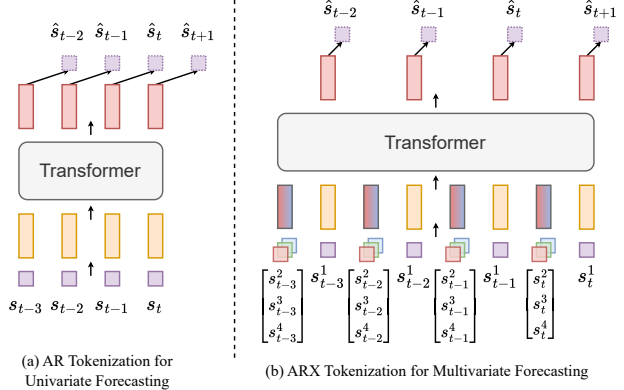 ŝ_{t-2} ŝ_{t-1} ŝ_t ŝ_{t+1}
Transformer
s_{t-3} s_{t-2} s_{t-1} s_t
(a) AR Tokenization for
Univariate Forecasting
ŝ_{t-2} ŝ_{t-1} ŝ_t ŝ_{t+1}
Transformer
[s^2_{t-3} s^3_{t-3} s^4_{t-3}] s^1_{t-3} [s^2_{t-2} s^3_{t-2} s^4_{t-2}] s^1_{t-2} [s^2_{t-1} s^3_{t-1} s^4_{t-1}] s^1_{t-1} [s^2_t s^3_t s^4_t] s^1_t
(b) ARX Tokenization for Multivariate Forecasting